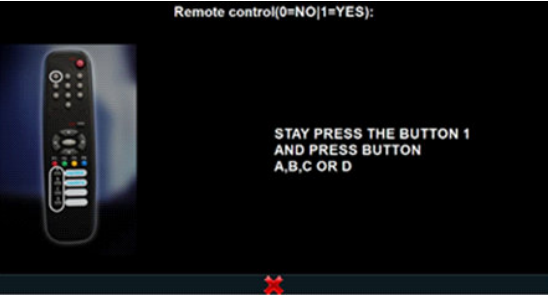 Remote control(0=NO|1=YES):
STAY PRESS THE BUTTON 1
AND PRESS BUTTON
A,B,C OR D